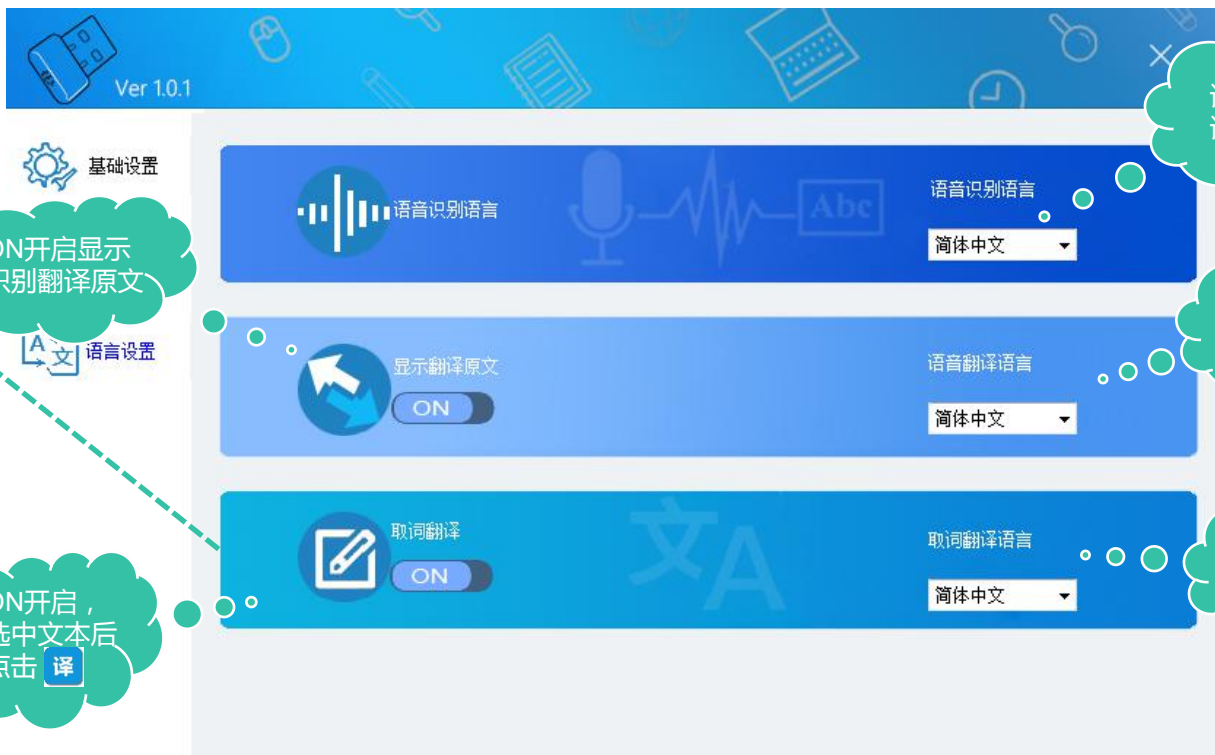 Ver 1.0.1
基础设置
ON开启显示
识别翻译原文
语言设置
ON开启，
选中文本后
点击 译
语音识别语言
Abc
语音识别语言
简体中文
显示翻译原文
ON
语音翻译语言
简体中文
取词翻译
ON
文A
取词翻译语言
简体中文